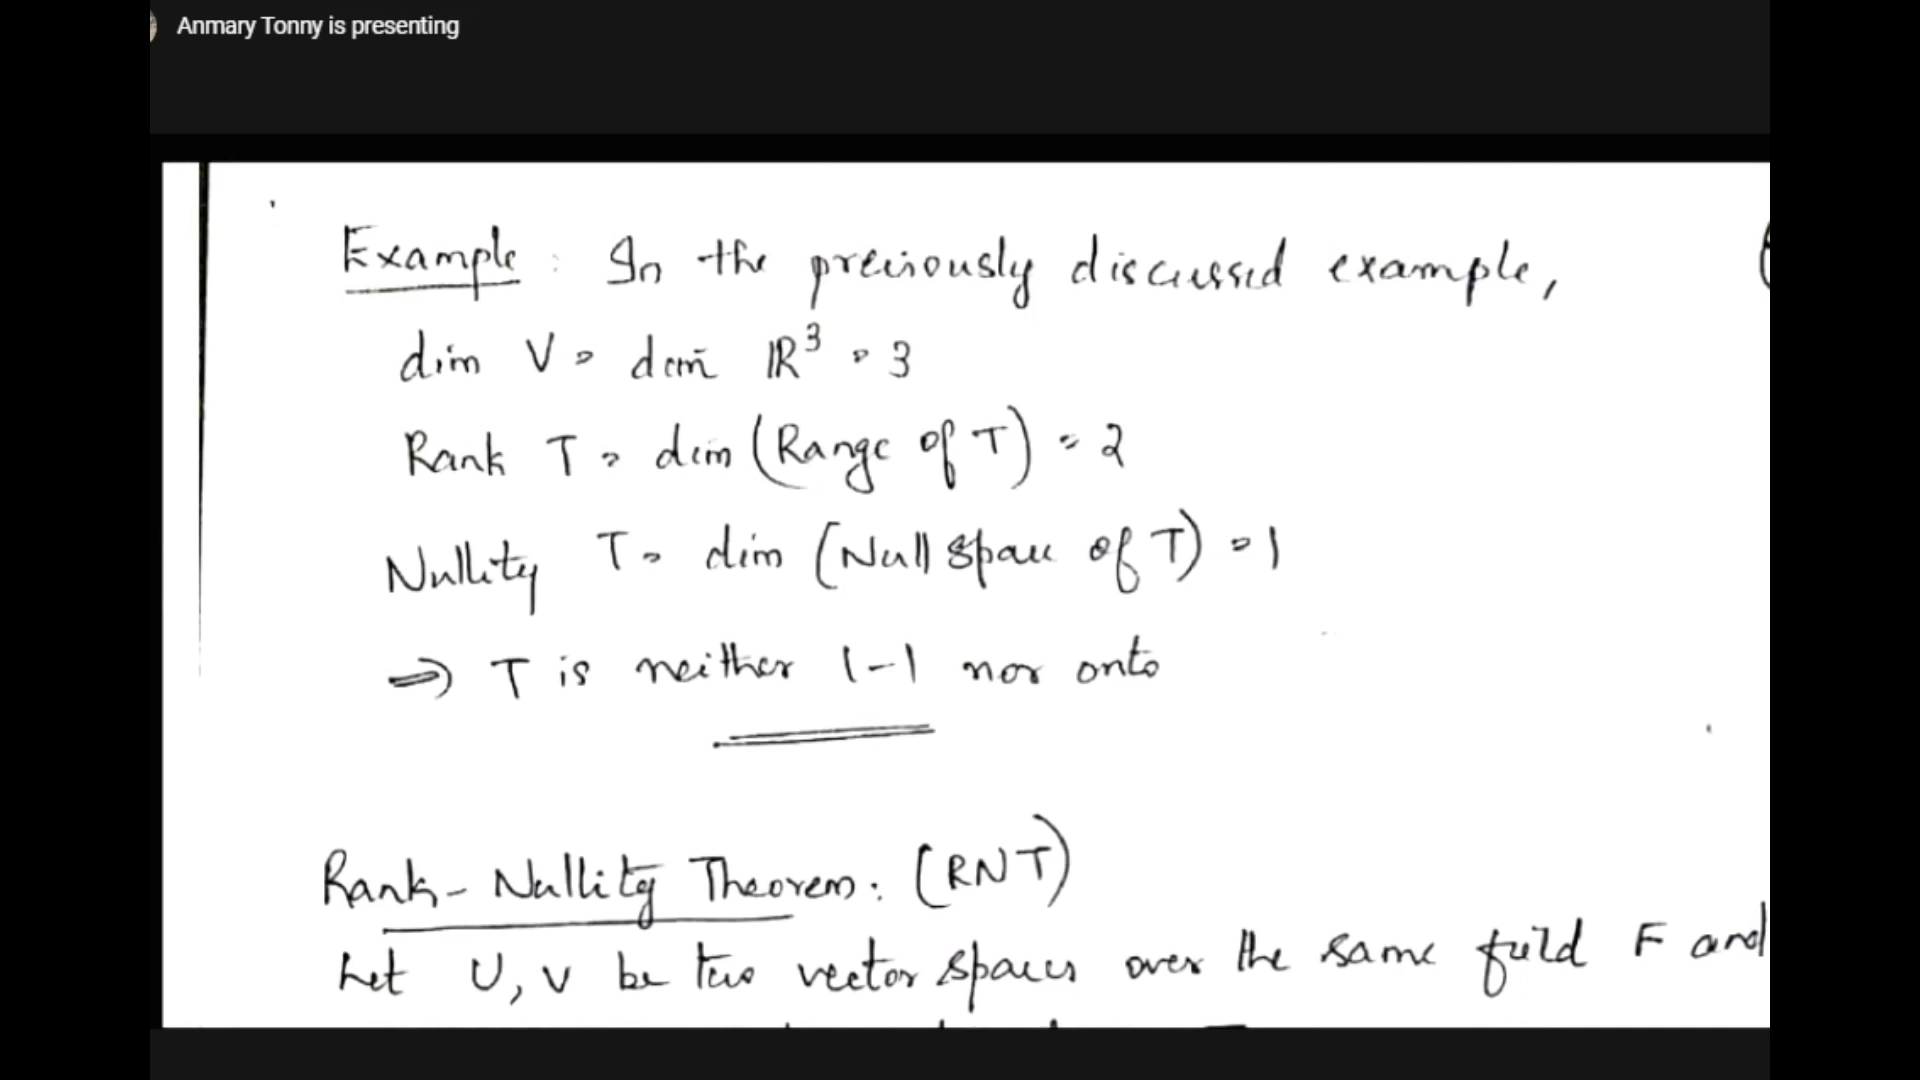 Anmary Tonny is presenting
Example: In the previously discussed example,
dim V = dim ℝ³ = 3
Rank T = dim (Range of T) = 2
Nullity T = dim (Null space of T) = 1
⇒ T is neither 1-1 nor onto
Rank-Nullity Theorem: (RNT)
Let U, V be two vector spaces over the same field F and